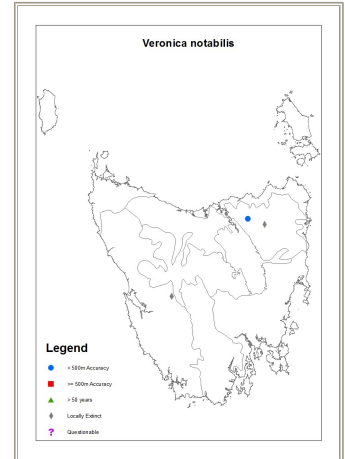 Veronica notabilis
Legend
< 500m Accuracy
>= 500m Accuracy
> 50 years
Locally Extinct
? Questionable